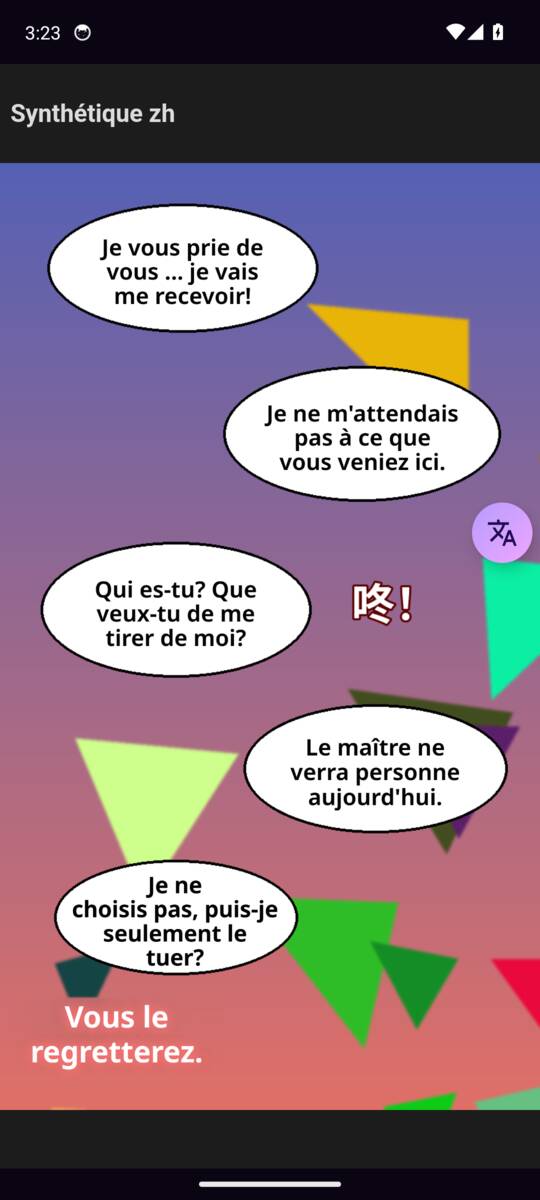 3:23
Synthétique zh
Je vous prie de
vous ... je vais
me recevoir!
Je ne m'attendais
pas à ce que
vous veniez ici.
Qui es-tu? Que
veux-tu de me
tirer de moi?
咚!
Le maître ne
verra personne
aujourd'hui.
Je ne
choisis pas, puis-je
seulement le
tuer?
Vous le
regretterez.